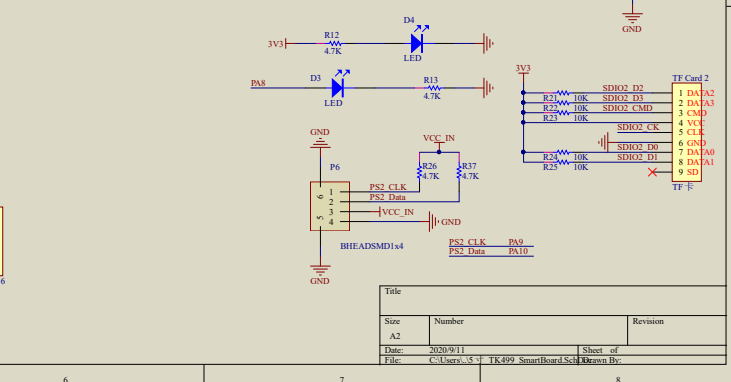 GND
D4
R12
3V3
4.7K
LED
D3
R13
PA8
4.7K
LED
3V3
TF Card 2
SDIO2_D2
1 DATA2
R21 10K
SDIO2_D3
2 DATA3
R22 10K
SDIO2_CMD
3 CMD
R23 10K
4 VCC
SDIO2_CK
5 CLK
6 GND
SDIO2_D0
7 DATA0
R24 10K
SDIO2_D1
8 DATA1
R25 10K
9 SD
TF 卡
GND
VCC_IN
P6
R26
4.7K
R37
4.7K
6
1
PS2_CLK
2
PS2_Data
3
VCC_IN
5
4
GND
BHEADSMD1x4
PS2_CLK PA9
PS2_Data PA10
GND
6
Title
Size
Number
Revision
A2
Date: 2020/9/11
Sheet of
File: C:\Users\..\5 寸 TK499_SmartBoard.SchDoc
Drawn By:
6
7
8